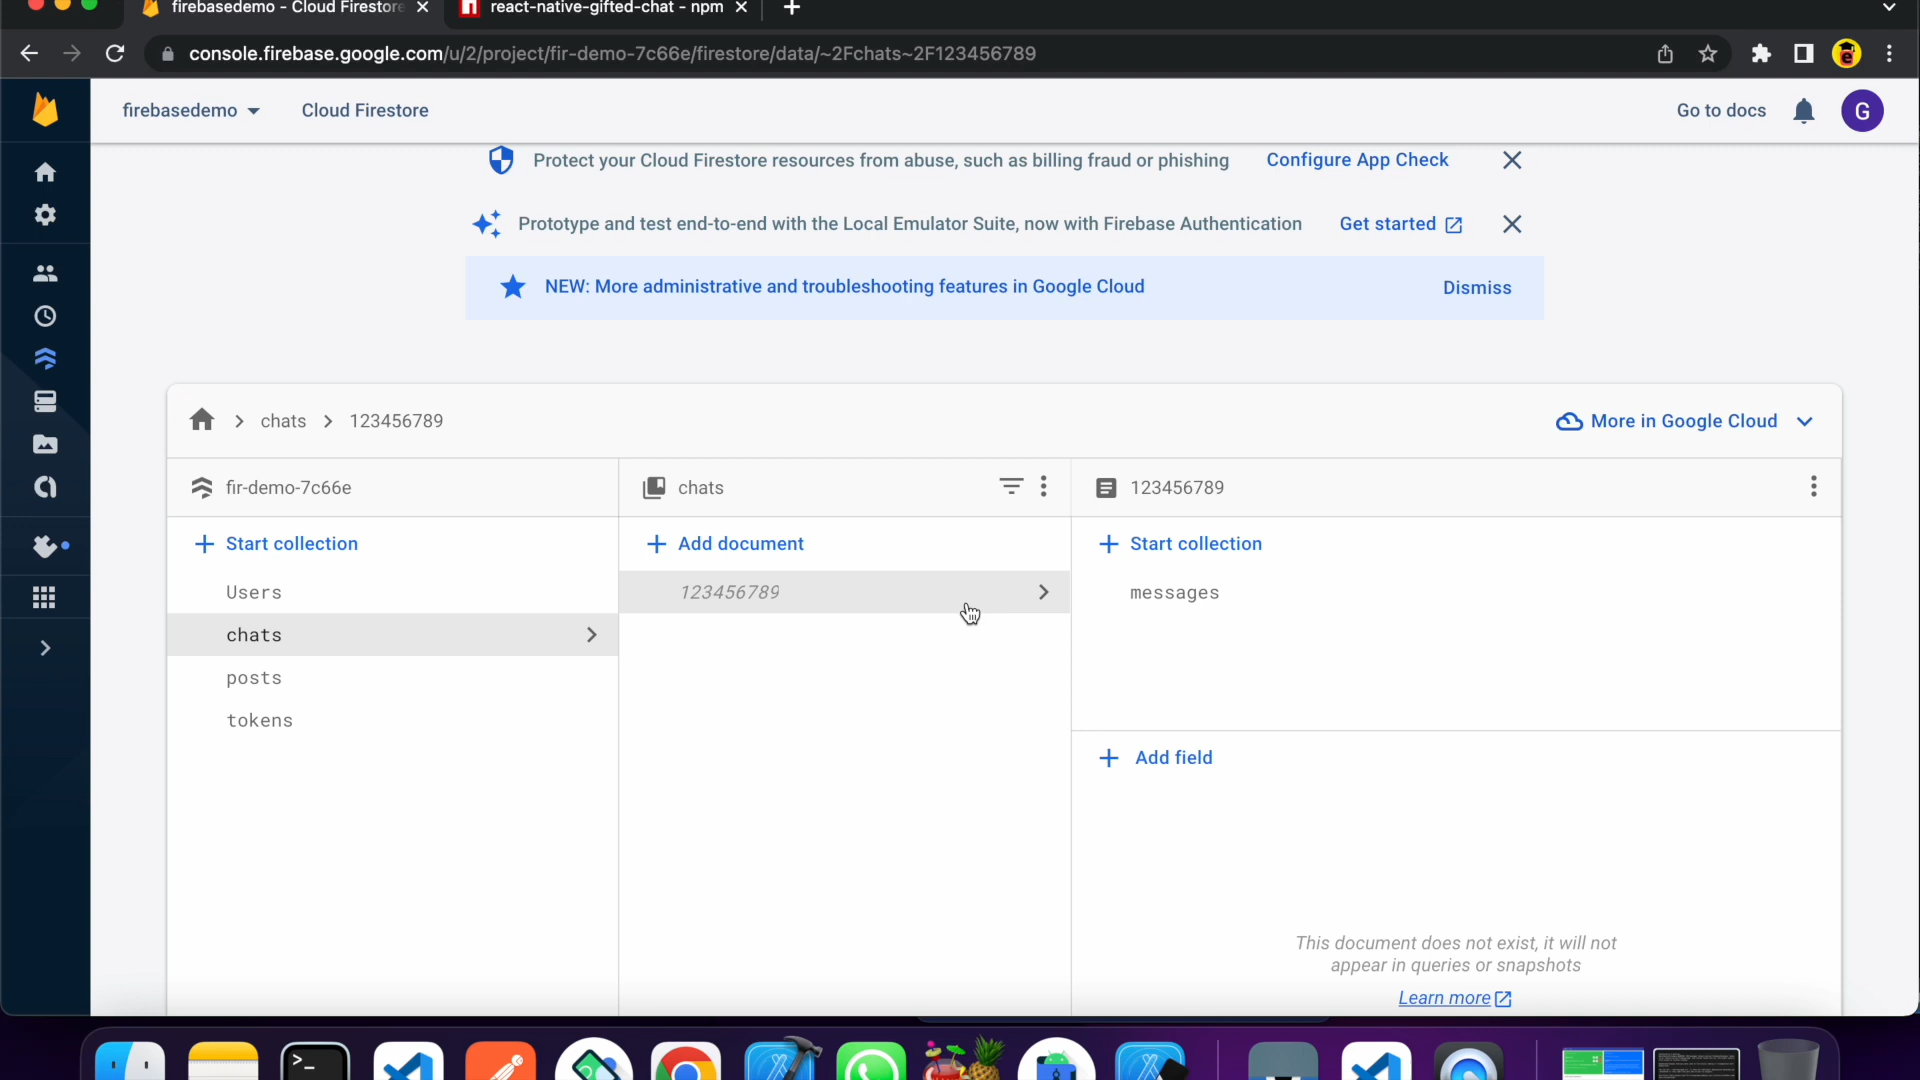 firebasedemo - Cloud Firestore
react-native-gifted-chat - npm
console.firebase.google.com/u/2/project/fir-demo-7c66e/firestore/data/~2Fchats~2F123456789
firebasedemo
Cloud Firestore
Go to docs
G
Protect your Cloud Firestore resources from abuse, such as billing fraud or phishing
Configure App Check
Prototype and test end-to-end with the Local Emulator Suite, now with Firebase Authentication
Get started
NEW: More administrative and troubleshooting features in Google Cloud
Dismiss
chats
123456789
More in Google Cloud
fir-demo-7c66e
chats
123456789
Start collection
Add document
Start collection
Users
123456789
messages
chats
posts
tokens
Add field
This document does not exist, it will not
appear in queries or snapshots
Learn more